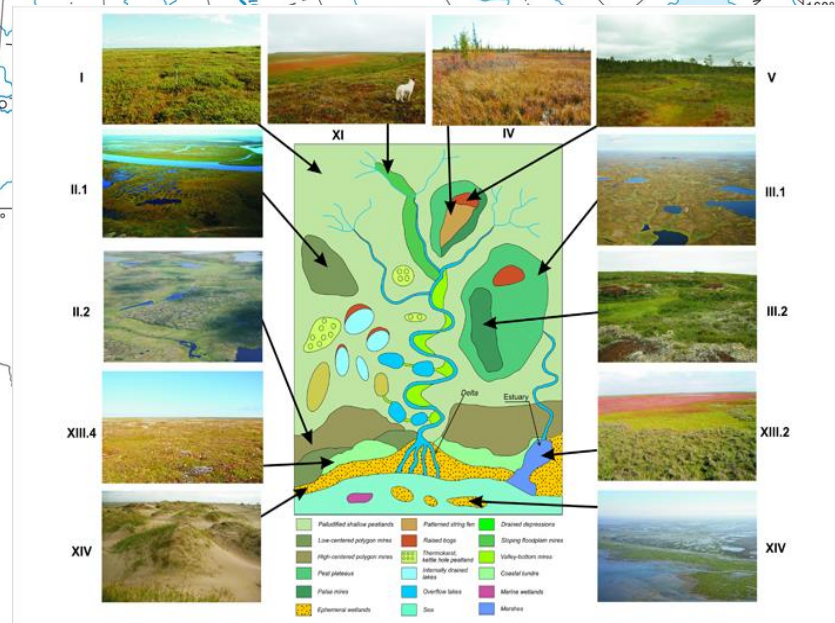 I
XI
IV
V
II.1
III.1
II.2
III.2
XIII.4
Delta
Estuary
XIII.2
XIV
XIV
Paludified shallow peatlands
Patterned string fen
Drained depressions
Low-centered polygon mires
Raised bogs
Sloping floodplain mires
High-centered polygon mires
Thermokarst,
kettle hole peatland
Valley-bottom mires
Peat plateaus
Internally drained
lakes
Coastal tundra
Palsa mires
Overflow lakes
Marine wetlands
Ephemeral wetlands
Sea
Marshes